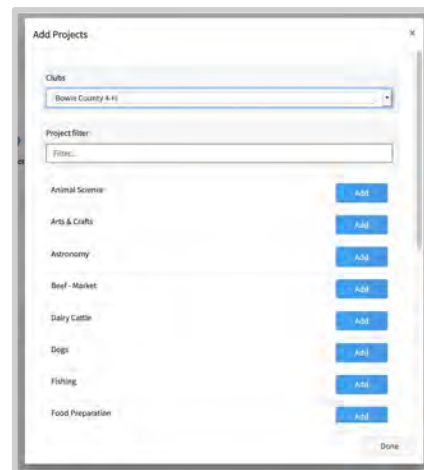 Add Projects ×
Clubs
Bowie County 4-H
Project filter
Filter...
Animal Science Add
Arts & Crafts Add
Astronomy Add
Beef - Market Add
Dairy Cattle Add
Dogs Add
Fishing Add
Food Preparation Add
Done